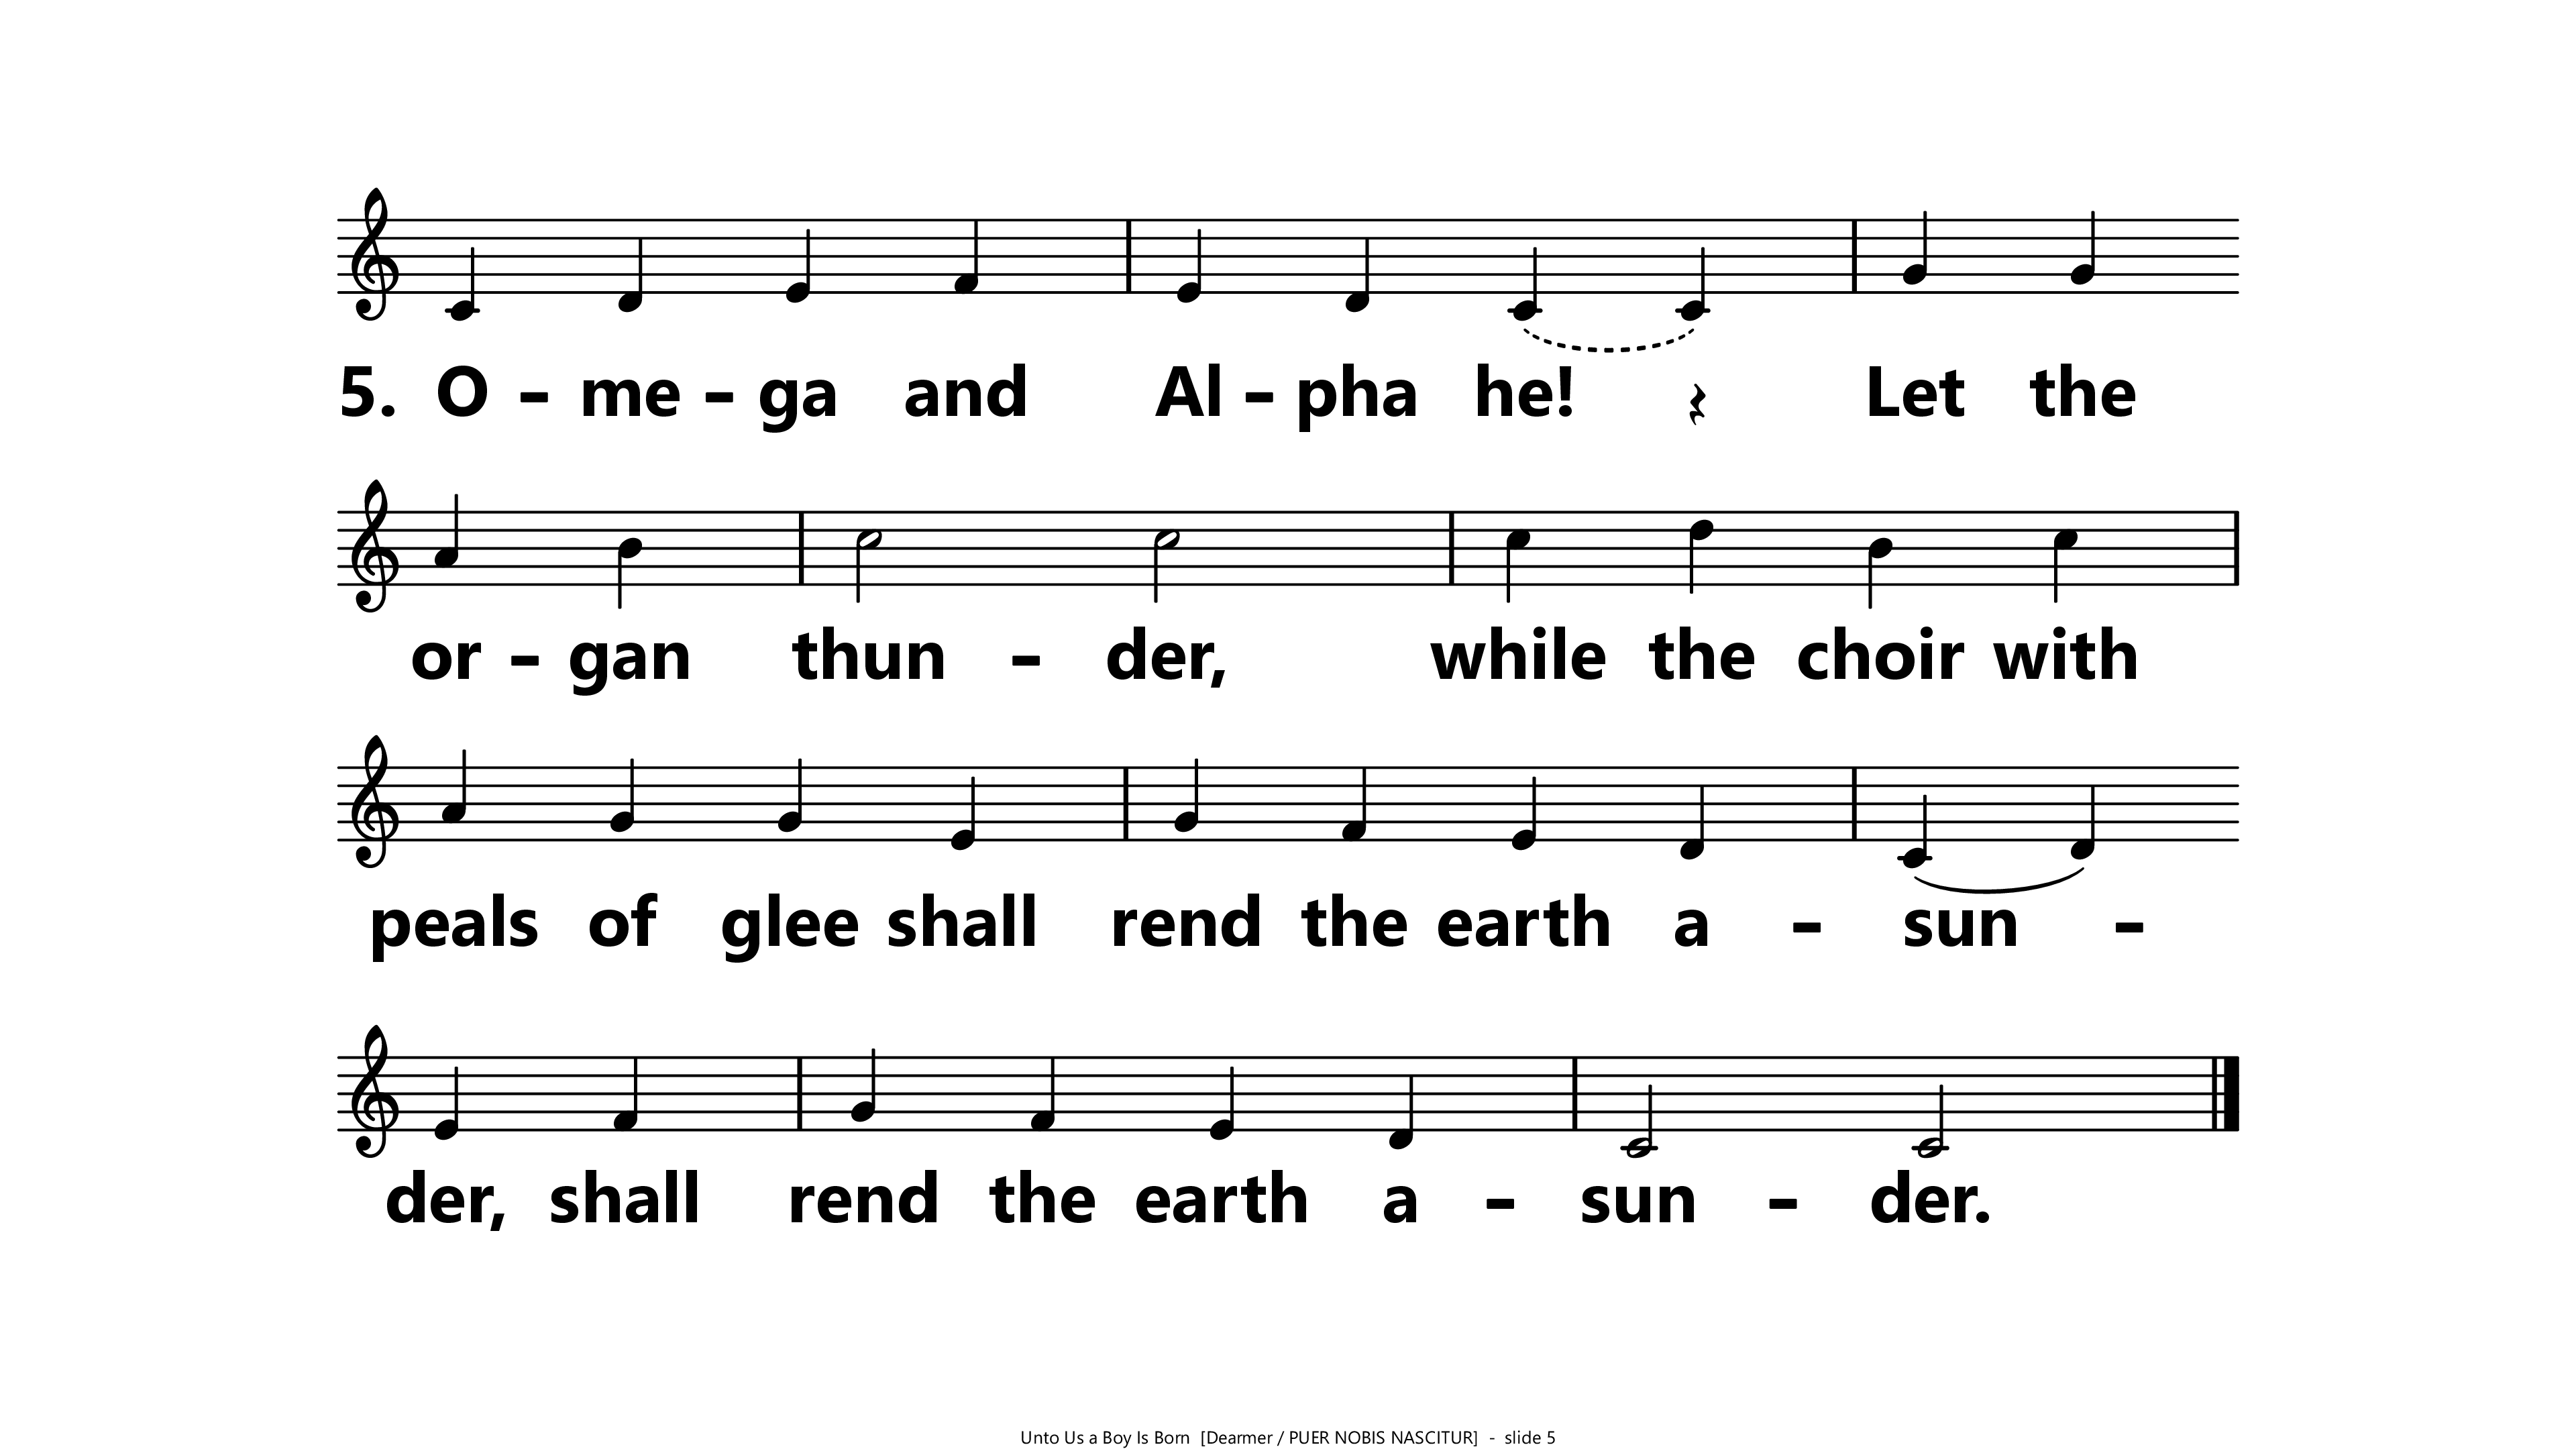 5. O - me - ga and Al - pha he! Let the
or - gan thun - der, while the choir with
peals of glee shall rend the earth a - sun -
der, shall rend the earth a - sun - der.
Unto Us a Boy Is Born [Dearmer / PUER NOBIS NASCITUR] - slide 5